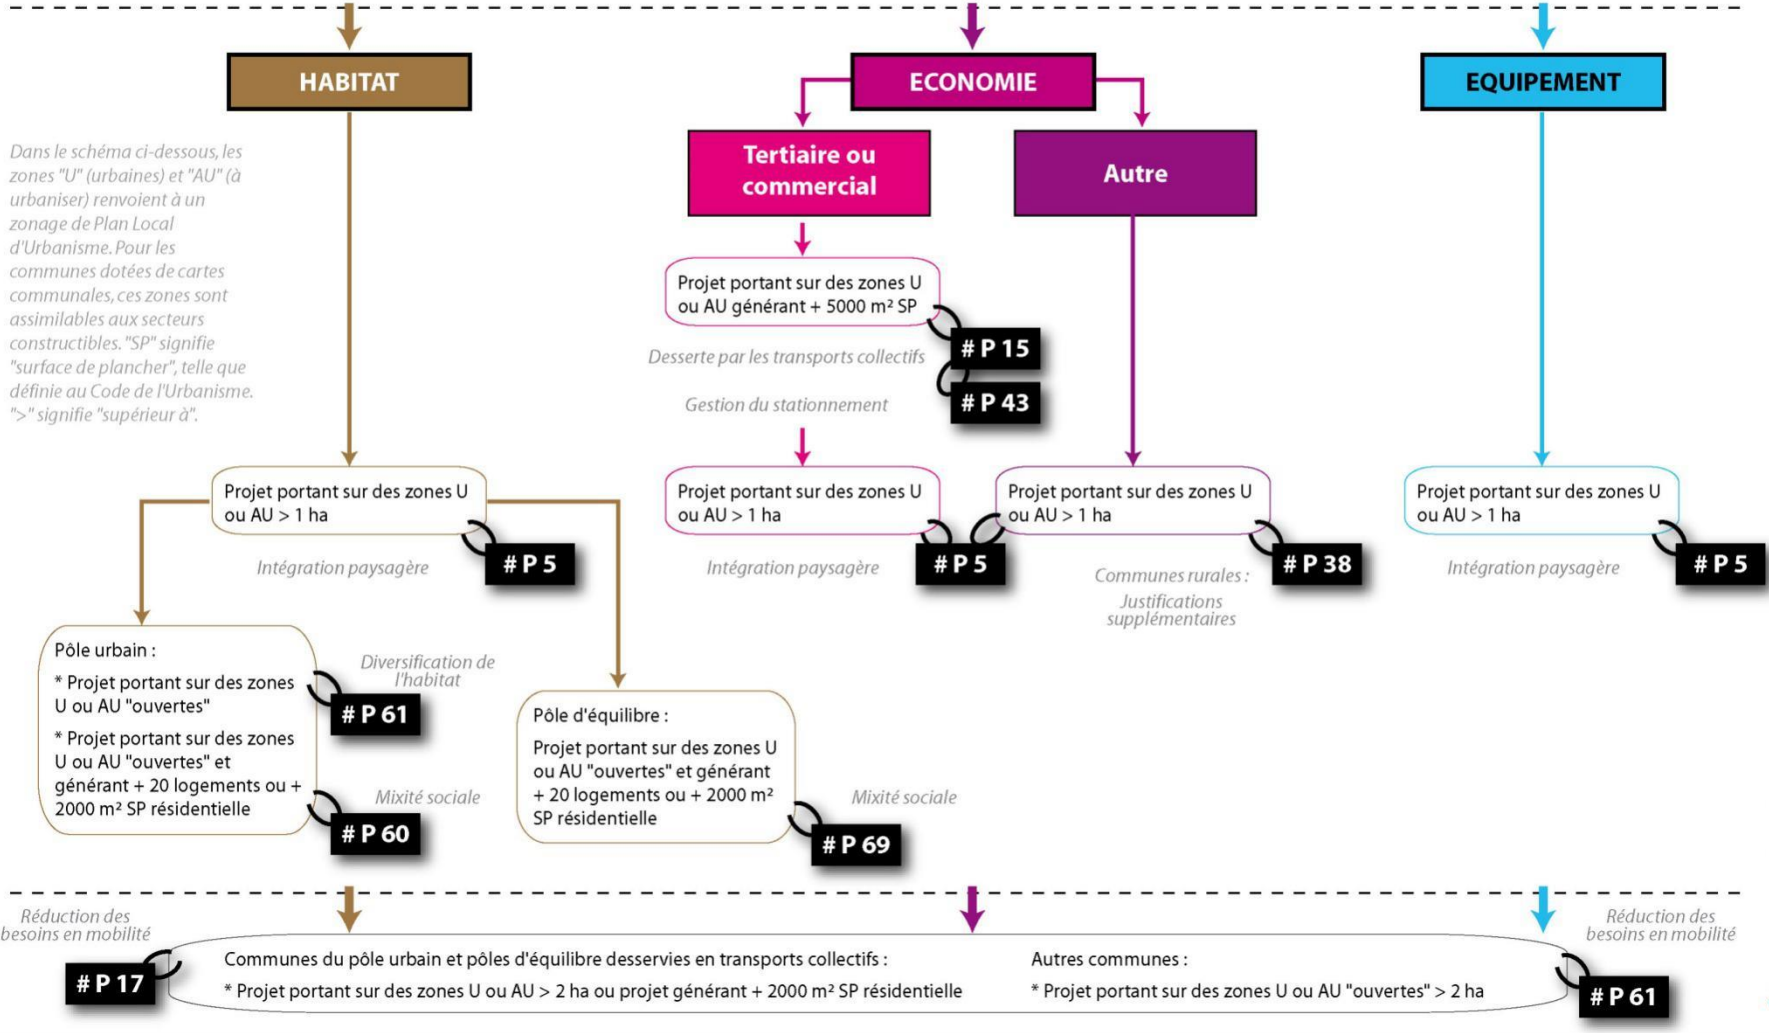 HABITAT
ECONOMIE
EQUIPEMENT
Dans le schéma ci-dessous, les
zones "U" (urbaines) et "AU" (à
urbaniser) renvoient à un
zonage de Plan Local
d'Urbanisme. Pour les
communes dotées de cartes
communales, ces zones sont
assimilables aux secteurs
constructibles. "SP" signifie
"surface de plancher", telle que
définie au Code de l'Urbanisme.
">" signifie "supérieur à".
Tertiaire ou
commercial
Autre
Projet portant sur des zones U
ou AU générant + 5000 m² SP
# P 15
Desserte par les transports collectifs
# P 43
Gestion du stationnement
Projet portant sur des zones U
ou AU > 1 ha
# P 5
Intégration paysagère
Projet portant sur des zones U
ou AU > 1 ha
# P 5
Intégration paysagère
Projet portant sur des zones U
ou AU > 1 ha
# P 38
Communes rurales :
Justifications
supplémentaires
Projet portant sur des zones U
ou AU > 1 ha
# P 5
Intégration paysagère
Pôle urbain :
* Projet portant sur des zones
U ou AU "ouvertes"
* Projet portant sur des zones
U ou AU "ouvertes" et
générant + 20 logements ou +
2000 m² SP résidentielle
Diversification de
l'habitat
# P 61
Mixité sociale
# P 60
Pôle d'équilibre :
Projet portant sur des zones U
ou AU "ouvertes" et générant
+ 20 logements ou + 2000 m²
SP résidentielle
Mixité sociale
# P 69
Réduction des
besoins en mobilité
# P 17
Communes du pôle urbain et pôles d'équilibre desservies en transports collectifs :
* Projet portant sur des zones U ou AU > 2 ha ou projet générant + 2000 m² SP résidentielle
Autres communes :
* Projet portant sur des zones U ou AU "ouvertes" > 2 ha
Réduction des
besoins en mobilité
# P 61